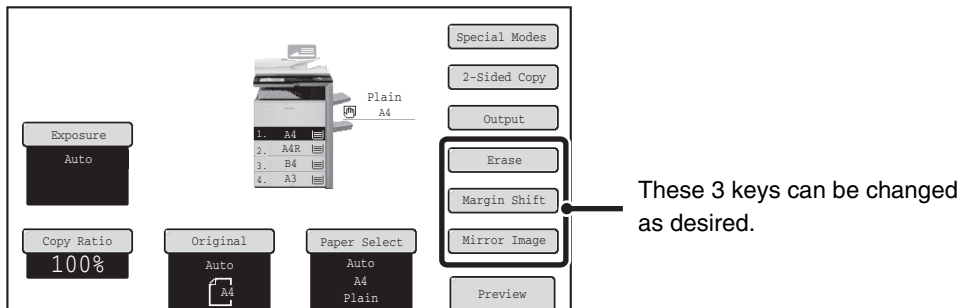 Special Modes
2-Sided Copy
Output
Erase
Margin Shift
Mirror Image
Preview
Plain
A4
1. A4
2. A4R
3. B4
4. A3
Exposure
Auto
Copy Ratio
100%
Original
Auto
A4
Paper Select
Auto
A4
Plain
These 3 keys can be changed
as desired.